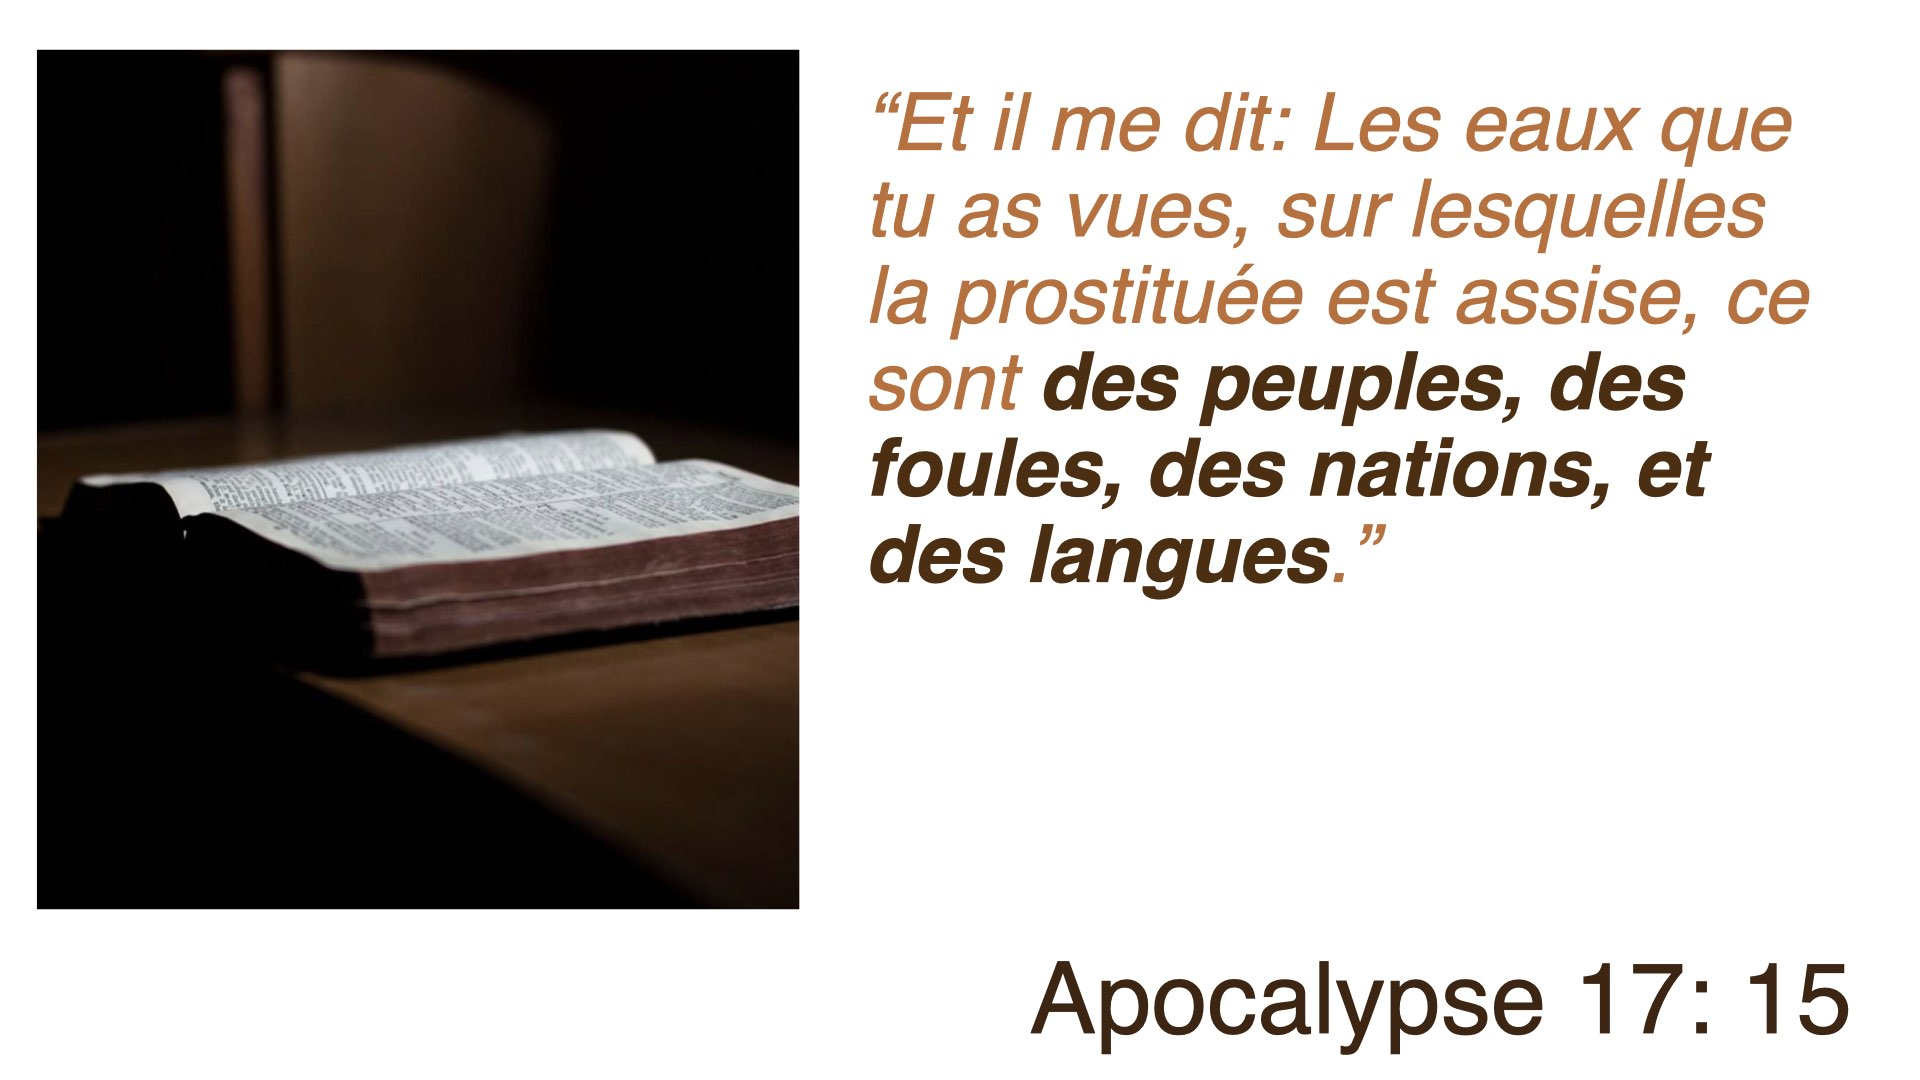 “Et il me dit: Les eaux que
tu as vues, sur lesquelles
la prostituée est assise, ce
sont des peuples, des
foules, des nations, et
des langues.”
Apocalypse 17: 15